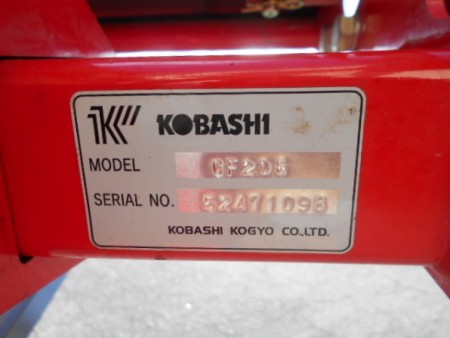 KOBASHI
MODEL CF205
SERIAL NO. 52471098
KOBASHI KOGYO CO.,LTD.